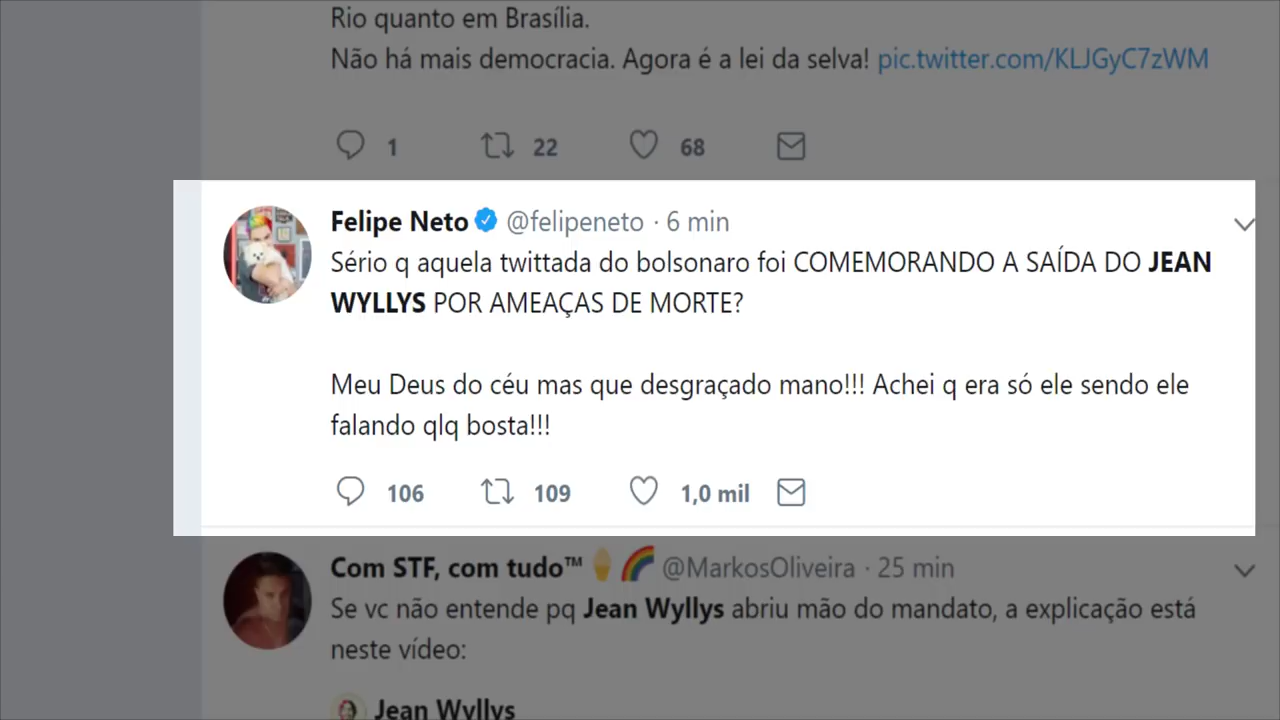 Rio quanto em Brasília.
Não há mais democracia. Agora é a lei da selva! pic.twitter.com/KLJGyC7zWM
1 22 68
Felipe Neto @felipeneto · 6 min
Sério q aquela twittada do bolsonaro foi COMEMORANDO A SAÍDA DO JEAN
WYLLYS POR AMEAÇAS DE MORTE?
Meu Deus do céu mas que desgraçado mano!!! Achei q era só ele sendo ele
falando qlq bosta!!!
106 109 1,0 mil
Com STF, com tudo™🍦🌈 @MarkosOliveira · 25 min
Se vc não entende pq Jean Wyllys abriu mão do mandato, a explicação está
neste vídeo:
Jean Wyllys